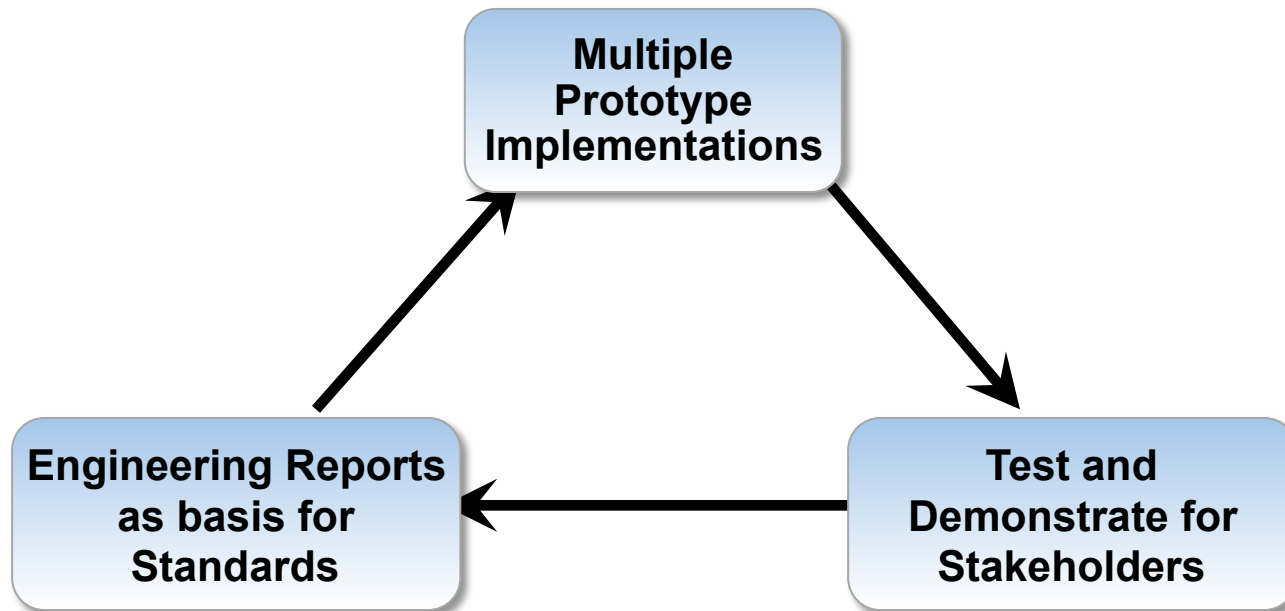 Multiple
Prototype
Implementations
Engineering Reports
as basis for
Standards
Test and
Demonstrate for
Stakeholders